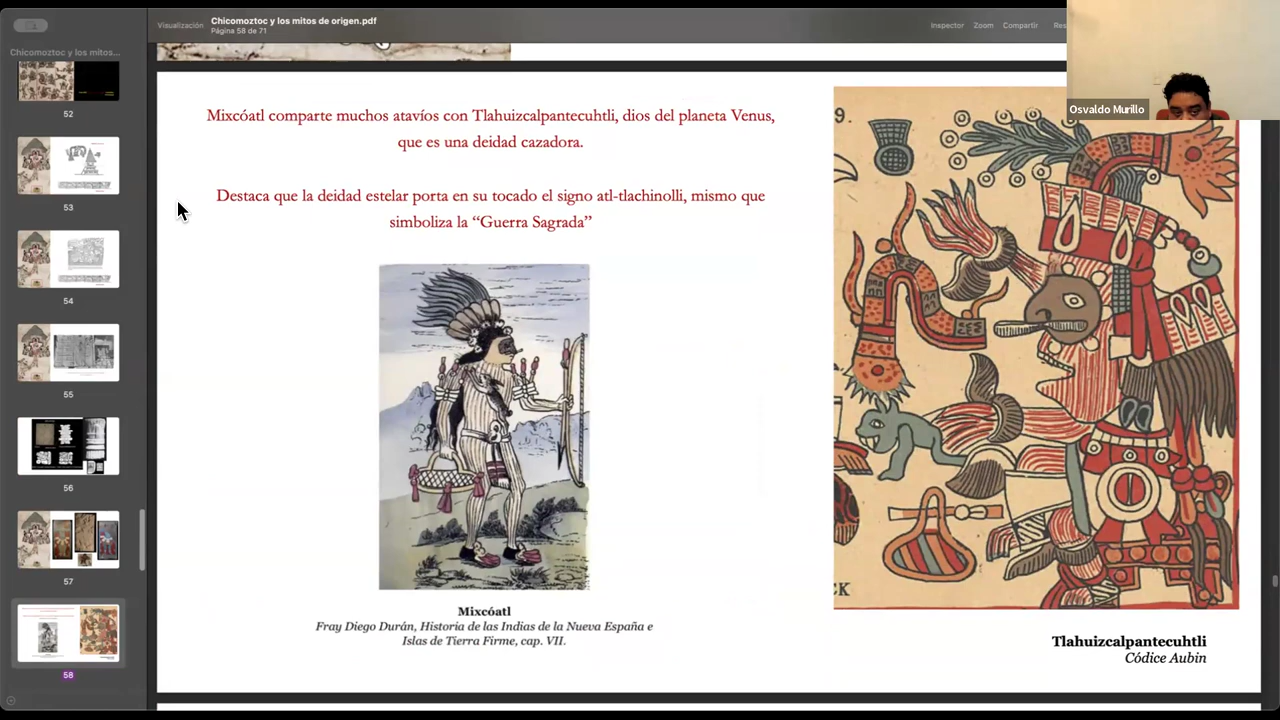 Visualización
Chicomoztoc y los mitos de origen.pdf
Página 58 de 71
Inspector
Zoom
Compartir
Chicomoztoc y los mitos...
52
53
54
55
56
57
58
Mixcóatl comparte muchos atavíos con Tlahuizcalpantecuhtli, dios del planeta Venus,
que es una deidad cazadora.
Destaca que la deidad estelar porta en su tocado el signo atl-tlachinolli, mismo que
simboliza la “Guerra Sagrada”
Mixcóatl
Fray Diego Durán, Historia de las Indias de la Nueva España e
Islas de Tierra Firme, cap. VII.
9.
CK
Tlahuizcalpantecuhtli
Códice Aubin
Osvaldo Murillo